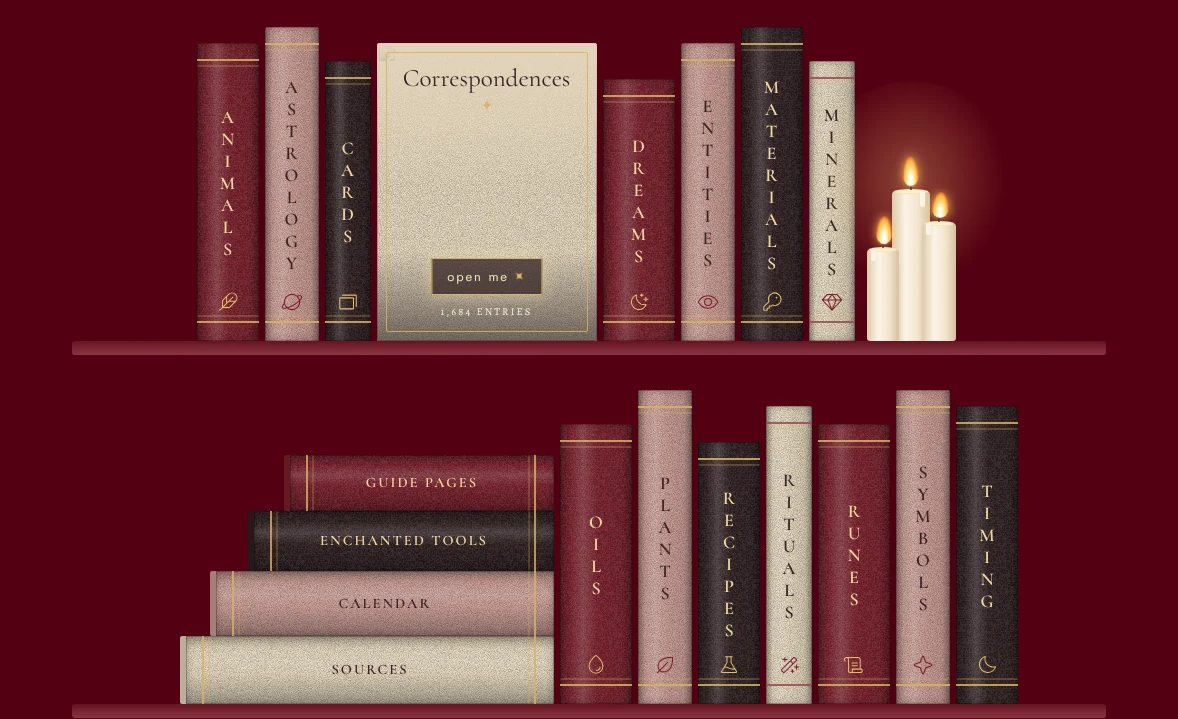 ANIMALS
ASTROLOGY
CARDS
Correspondences
open me
1,684 ENTRIES
DREAMS
ENTITIES
MATERIALS
MINERALS
GUIDE PAGES
ENCHANTED TOOLS
CALENDAR
SOURCES
OILS
PLANTS
RECIPES
RITUALS
RUNES
SYMBOLS
TIMING